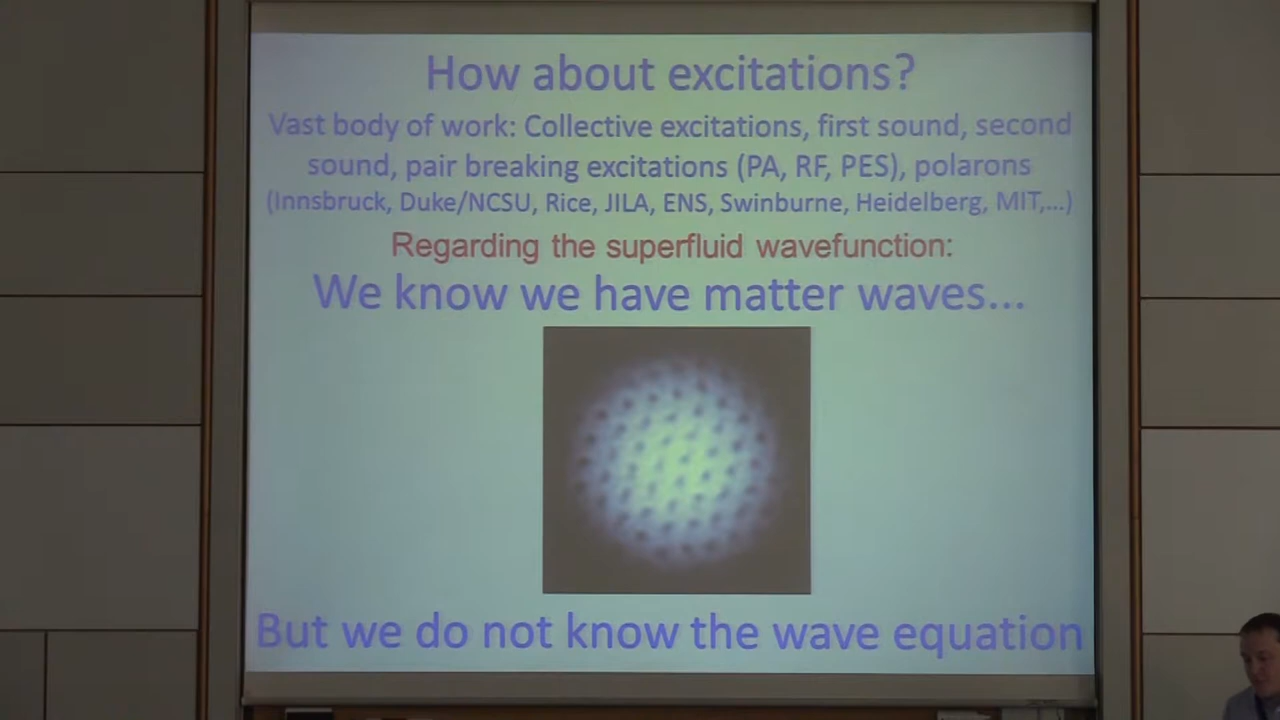 How about excitations?
Vast body of work: Collective excitations, first sound, second
sound, pair breaking excitations (PA, RF, PES), polarons
(Innsbruck, Duke/NCSU, Rice, JILA, ENS, Swinburne, Heidelberg, MIT,...)
Regarding the superfluid wavefunction:
We know we have matter waves...
But we do not know the wave equation